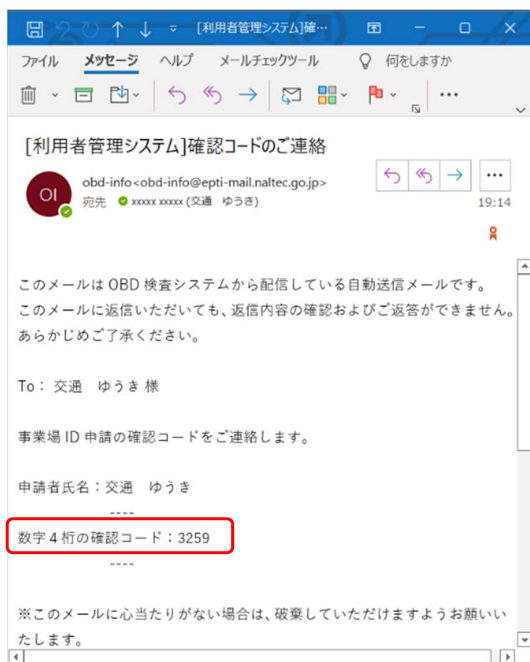 [利用者管理システム]確…
ファイル メッセージ ヘルプ メールチェックツール 何をしますか
[利用者管理システム]確認コードのご連絡
OI
obd-info<obd-info@epti-mail.naltec.go.jp>
宛先 xxxxx xxxxx (交通 ゆうき)
19:14
このメールは OBD 検査システムから配信している自動送信メールです。
このメールに返信いただいても、返信内容の確認およびご返答ができません。
あらかじめご了承ください。
To： 交通 ゆうき 様
事業場 ID 申請の確認コードをご連絡します。
申請者氏名：交通 ゆうき
----
数字 4 桁の確認コード：3259
----
※このメールに心当たりがない場合は、破棄していただけますようお願いい
たします。